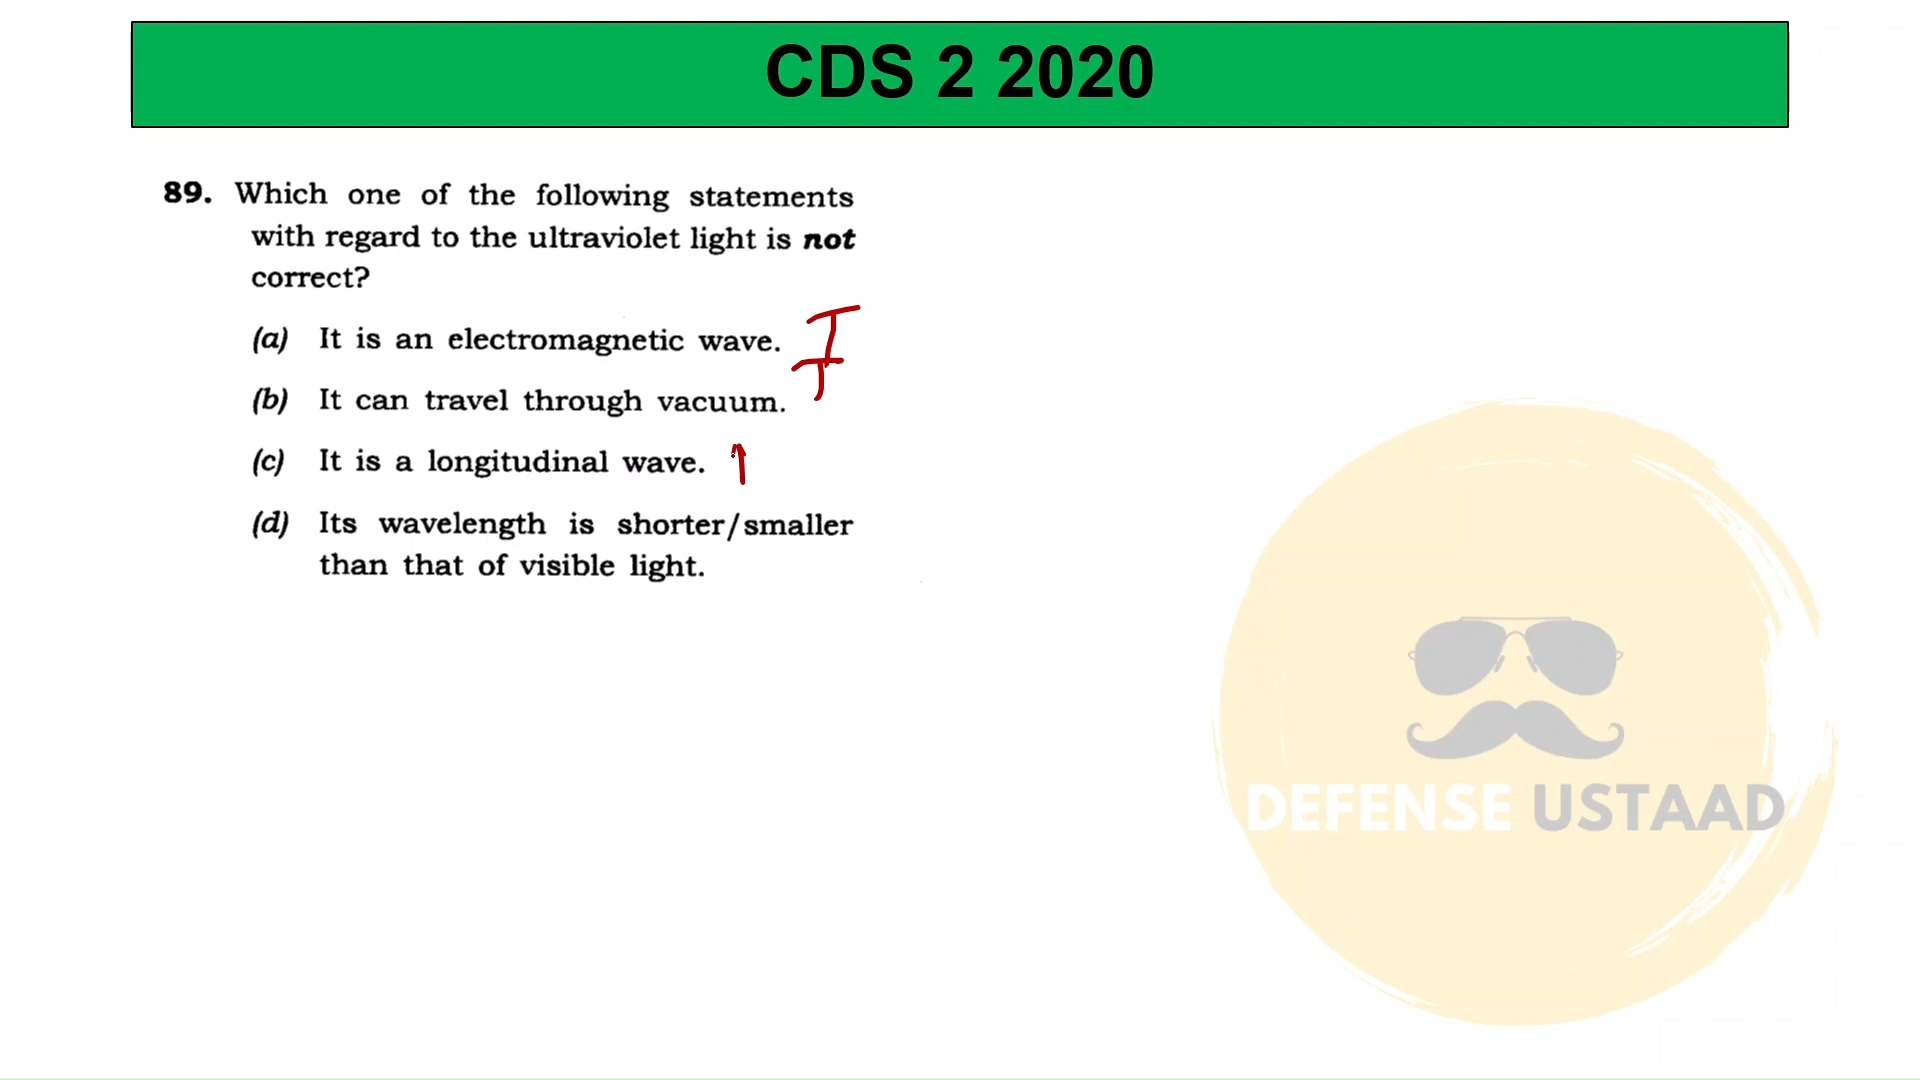 CDS 2 2020
89. Which one of the following statements
with regard to the ultraviolet light is not
correct?
(a) It is an electromagnetic wave.
(b) It can travel through vacuum.
(c) It is a longitudinal wave.
(d) Its wavelength is shorter/smaller
than that of visible light.
DEFENSE USTAAD